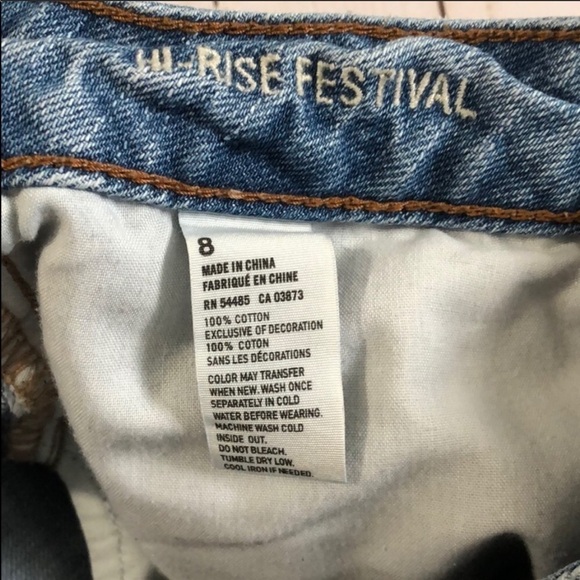 HI-RISE FESTIVAL
8
MADE IN CHINA
FABRIQUÉ EN CHINE
RN 54485 CA 03873
100% COTTON
EXCLUSIVE OF DECORATION
100% COTON
SANS LES DÉCORATIONS
COLOR MAY TRANSFER
WHEN NEW. WASH ONCE
SEPARATELY IN COLD
WATER BEFORE WEARING.
MACHINE WASH COLD
INSIDE OUT.
DO NOT BLEACH.
TUMBLE DRY LOW.
COOL IRON IF NEEDED.